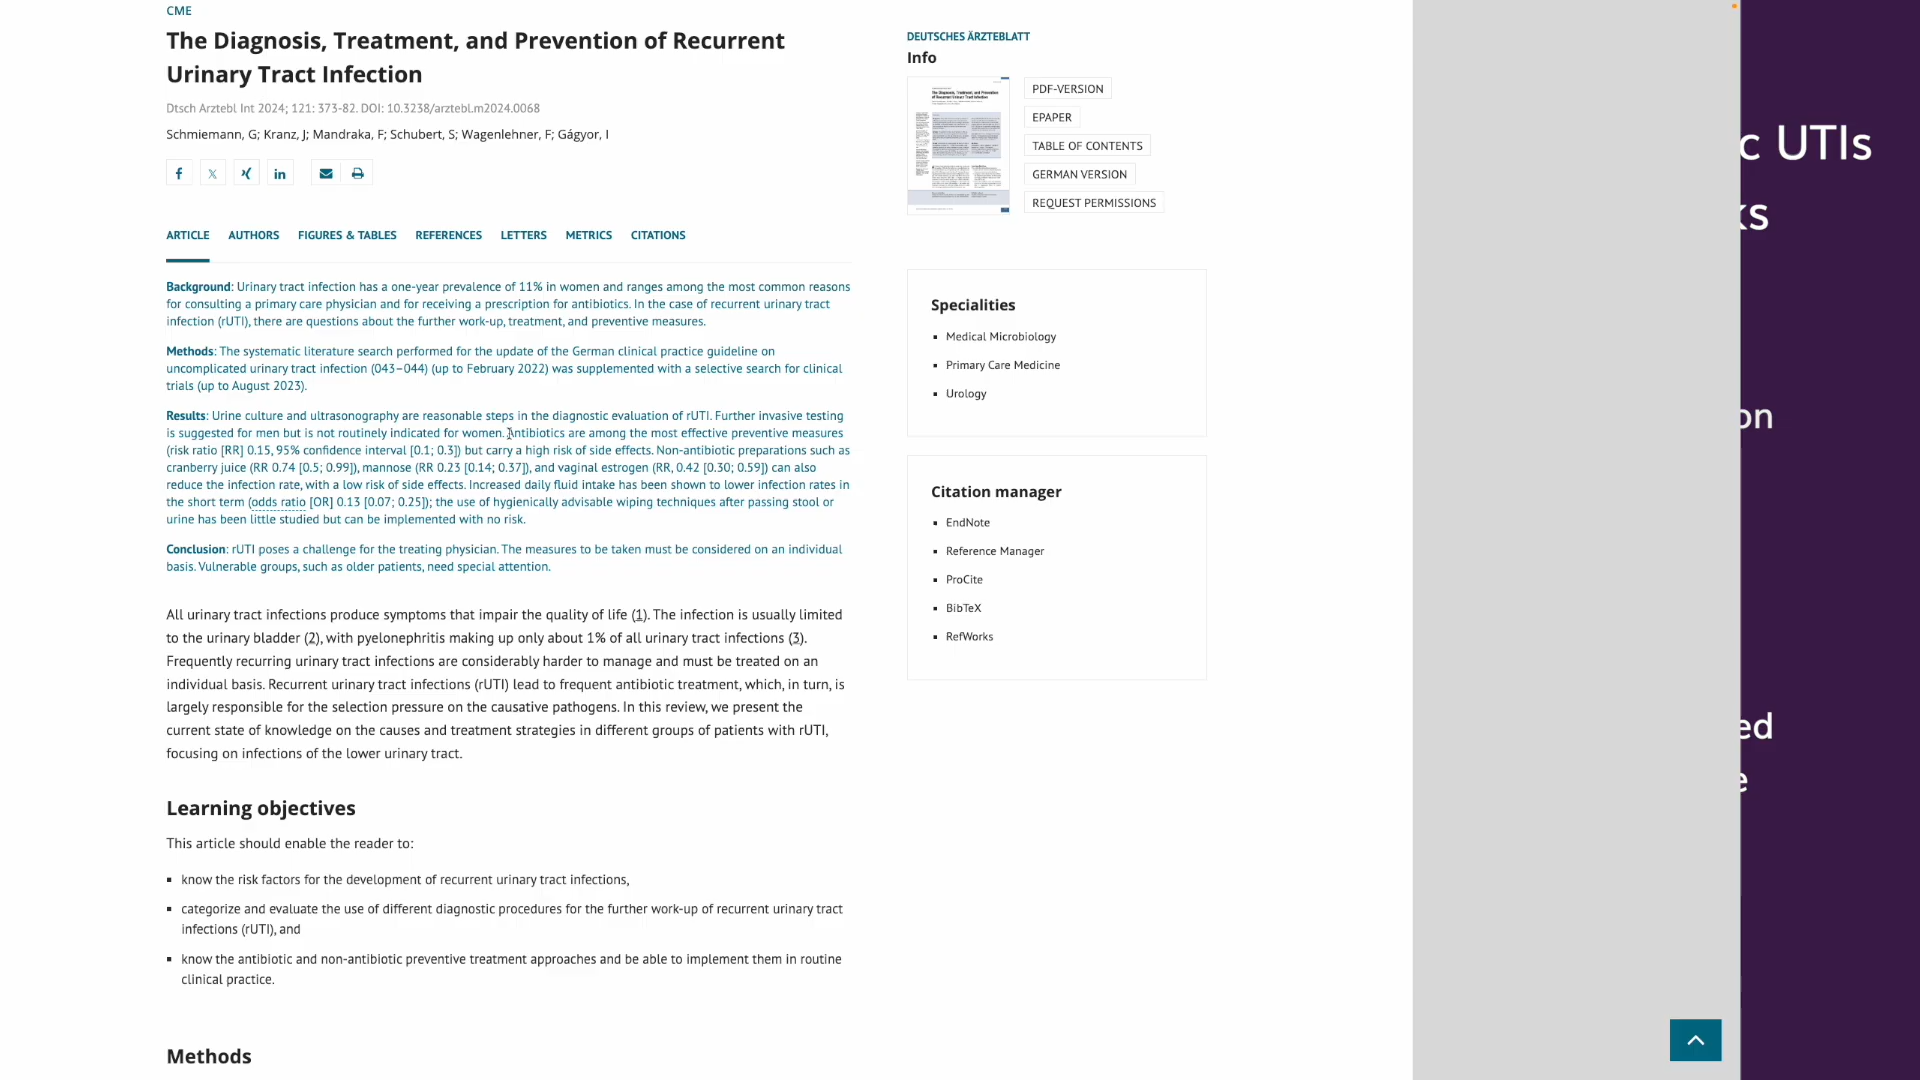 CME
The Diagnosis, Treatment, and Prevention of Recurrent
Urinary Tract Infection
Dtsch Arztebl Int 2024; 121: 373-82. DOI: 10.3238/arztebl.m2024.0068
Schmiemann, G; Kranz, J; Mandraka, F; Schubert, S; Wagenlehner, F; Gágyor, I
ARTICLE AUTHORS FIGURES & TABLES REFERENCES LETTERS METRICS CITATIONS
Background: Urinary tract infection has a one-year prevalence of 11% in women and ranges among the most common reasons
for consulting a primary care physician and for receiving a prescription for antibiotics. In the case of recurrent urinary tract
infection (rUTI), there are questions about the further work-up, treatment, and preventive measures.
Methods: The systematic literature search performed for the update of the German clinical practice guideline on
uncomplicated urinary tract infection (043–044) (up to February 2022) was supplemented with a selective search for clinical
trials (up to August 2023).
Results: Urine culture and ultrasonography are reasonable steps in the diagnostic evaluation of rUTI. Further invasive testing
is suggested for men but is not routinely indicated for women. Antibiotics are among the most effective preventive measures
(risk ratio [RR] 0.15, 95% confidence interval [0.1; 0.3]) but carry a high risk of side effects. Non-antibiotic preparations such as
cranberry juice (RR 0.74 [0.5; 0.99]), mannose (RR 0.23 [0.14; 0.37]), and vaginal estrogen (RR, 0.42 [0.30; 0.59]) can also
reduce the infection rate, with a low risk of side effects. Increased daily fluid intake has been shown to lower infection rates in
the short term (odds ratio [OR] 0.13 [0.07; 0.25]); the use of hygienically advisable wiping techniques after passing stool or
urine has been little studied but can be implemented with no risk.
Conclusion: rUTI poses a challenge for the treating physician. The measures to be taken must be considered on an individual
basis. Vulnerable groups, such as older patients, need special attention.
All urinary tract infections produce symptoms that impair the quality of life (1). The infection is usually limited
to the urinary bladder (2), with pyelonephritis making up only about 1% of all urinary tract infections (3).
Frequently recurring urinary tract infections are considerably harder to manage and must be treated on an
individual basis. Recurrent urinary tract infections (rUTI) lead to frequent antibiotic treatment, which, in turn, is
largely responsible for the selection pressure on the causative pathogens. In this review, we present the
current state of knowledge on the causes and treatment strategies in different groups of patients with rUTI,
focusing on infections of the lower urinary tract.
Learning objectives
This article should enable the reader to:
know the risk factors for the development of recurrent urinary tract infections,
categorize and evaluate the use of different diagnostic procedures for the further work-up of recurrent urinary tract
infections (rUTI), and
know the antibiotic and non-antibiotic preventive treatment approaches and be able to implement them in routine
clinical practice.
Methods
DEUTSCHES ÄRZTEBLATT
Info
PDF-VERSION
EPAPER
TABLE OF CONTENTS
GERMAN VERSION
REQUEST PERMISSIONS
Specialities
Medical Microbiology
Primary Care Medicine
Urology
Citation manager
EndNote
Reference Manager
ProCite
BibTeX
RefWorks
c UTIs
ks
on
ed
e